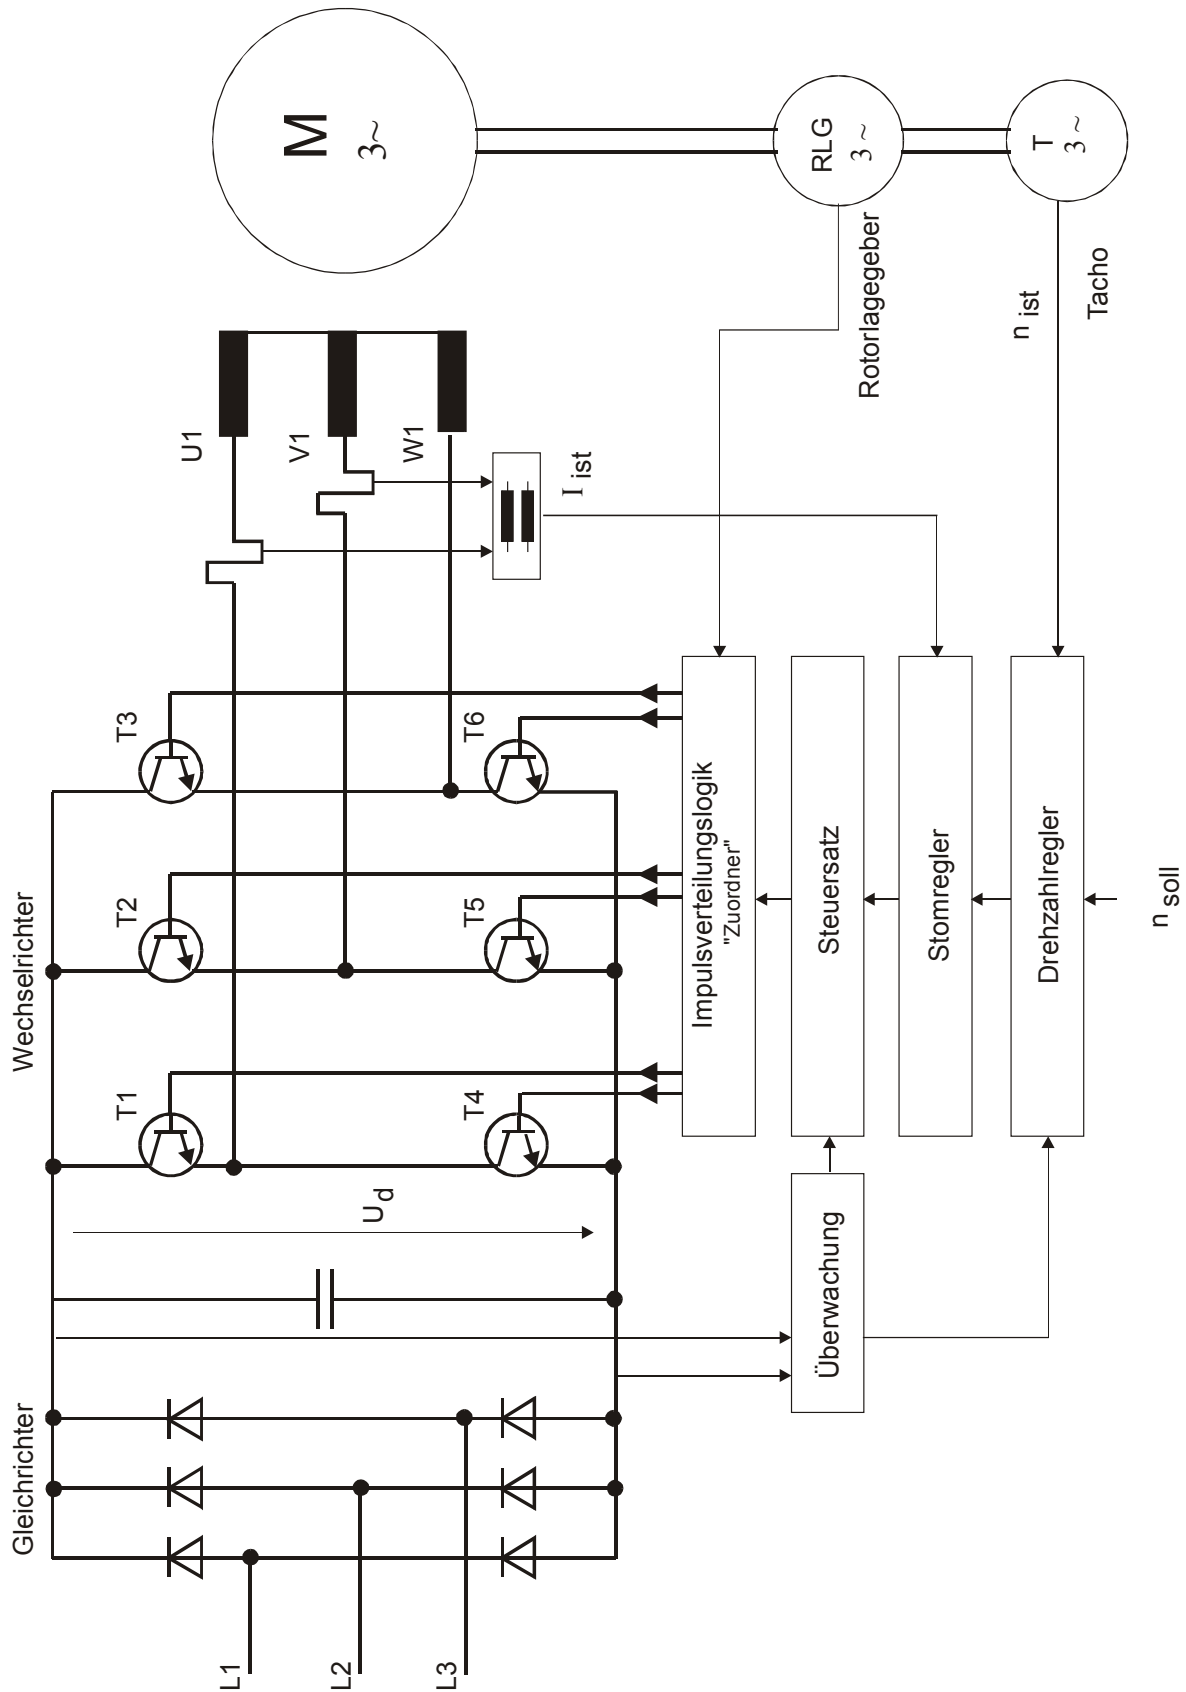 Gleichrichter
Wechselrichter
L1
L2
L3
U d
T1
T2
T3
T4
T5
T6
U1
V1
W1
I ist
M
3~
RLG
3~
T
3~
Rotorlagegeber
n ist
Tacho
Überwachung
Impulsverteilungslogik
"Zuordner"
Steuersatz
Stomregler
Drehzahlregler
n soll